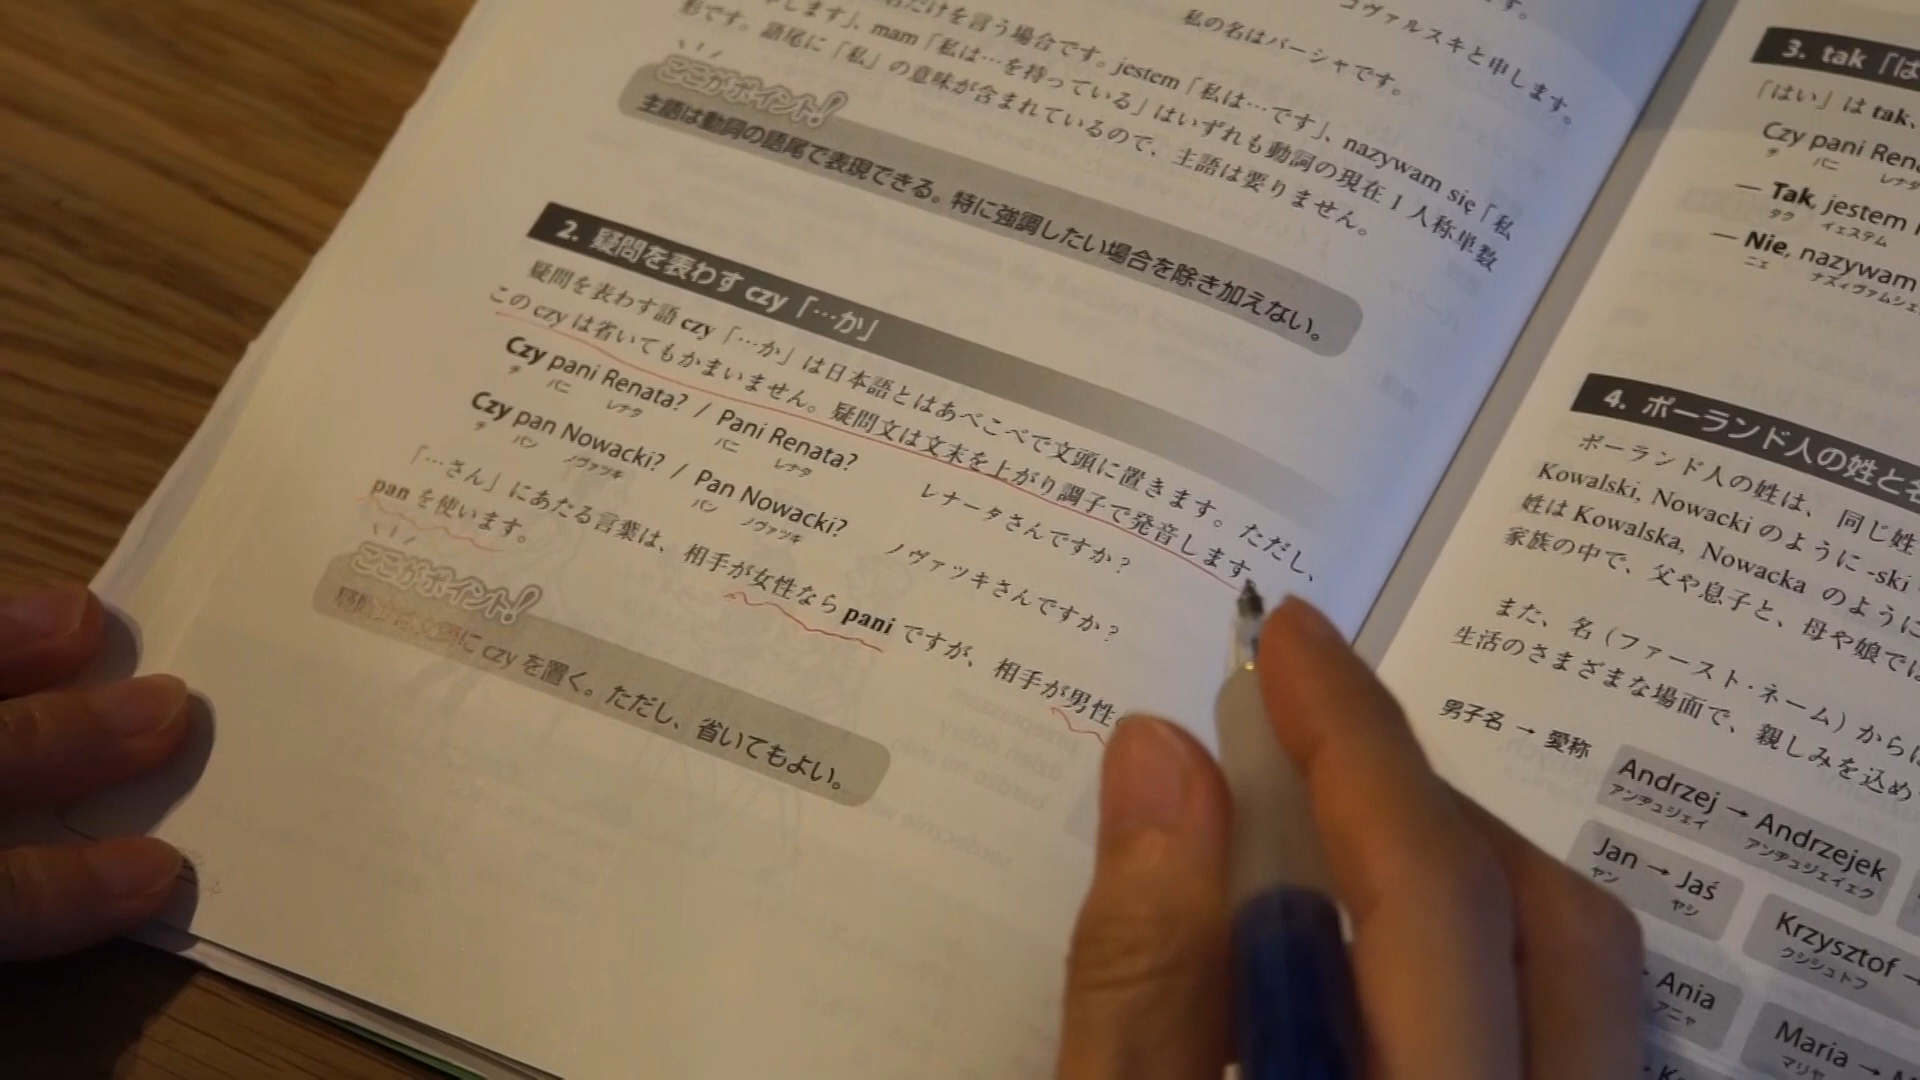 コヴァルスキと申します。
名だけを言う場合です。
私の名はバーシャです。
します」、mam「私は…を持っている」はいずれも動詞の現在1人称単数
jestem「私は…です」、nazywam się「私
形です。語尾に「私」の意味が含まれているので、主語は要りません。
ここがポイント!
主語は動詞の語尾で表現できる。特に強調したい場合を除き加えない。
2. 疑問を表わす czy「…か」
疑問を表わす語 czy「…か」は日本語とはあべこべで文頭に置きます。ただし、
この czy は省いてもかまいません。疑問文は文末を上がり調子で発音します
Czy pani Renata? / Pani Renata? レナータさんですか?
チ パニ レナタ パニ レナタ
Czy pan Nowacki? / Pan Nowacki? ノヴァツキさんですか?
チ パン ノヴァツキ パン ノヴァツキ
「…さん」にあたる言葉は、相手が女性なら pani ですが、相手が男性
pan を使います。
ここがポイント!
に czy を置く。ただし、省いてもよい。
3. tak「は
「はい」は tak、
Czy pani Rena
チ パニ レナタ
— Tak, jestem
タク イェステム
— Nie, nazywam
ニェ ナズィヴァムシェ
4. ポーランド人の姓と名
ポーランド人の姓は、同じ姓
Kowalski, Nowacki のように -ski
姓は Kowalska, Nowacka のように
家族の中で、父や息子と、母や娘では
また、名(ファースト・ネーム)からは
生活のさまざまな場面で、親しみを込め
男子名 → 愛称
Andrzej → Andrzejek
アンヂュジェイ アンヂュジェイェク
Jan → Jaś
ヤン ヤシ
Krzysztof →
クシシュトフ
Ania
アニャ
Maria →
マリヤ